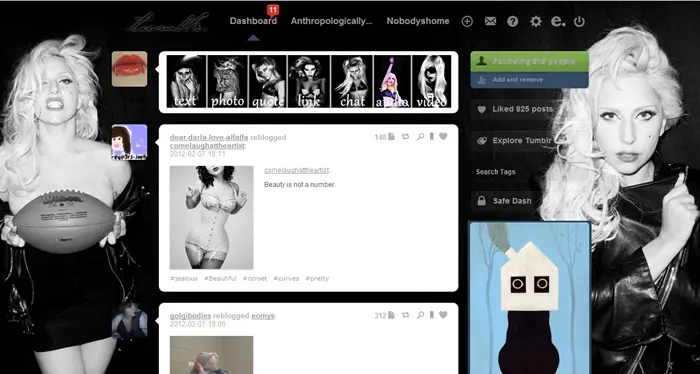 tumblr.
11
Dashboard Anthropologically... Nobodyshome e.
text photo quote link chat audio video
Following 819 people
Add and remove
Liked 825 posts
Explore Tumblr
Search Tags
Safe Dash
dear-darla-love-alfalfa reblogged
comelaughattheartist:
2012-02-07 18:11
148
comelaughattheartist:
Beauty is not a number.
#jealous #Beautiful #corset #curves #pretty
golgibodies reblogged eomys:
2012-02-07 18:09
312